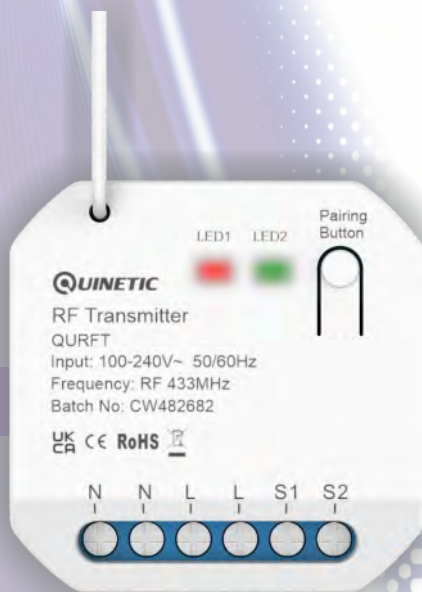 LED1 LED2
Pairing
Button
QUINETIC
RF Transmitter
QURFT
Input: 100-240V~ 50/60Hz
Frequency: RF 433MHz
Batch No: CW482682
UK
CA CE RoHS
N N L L S1 S2